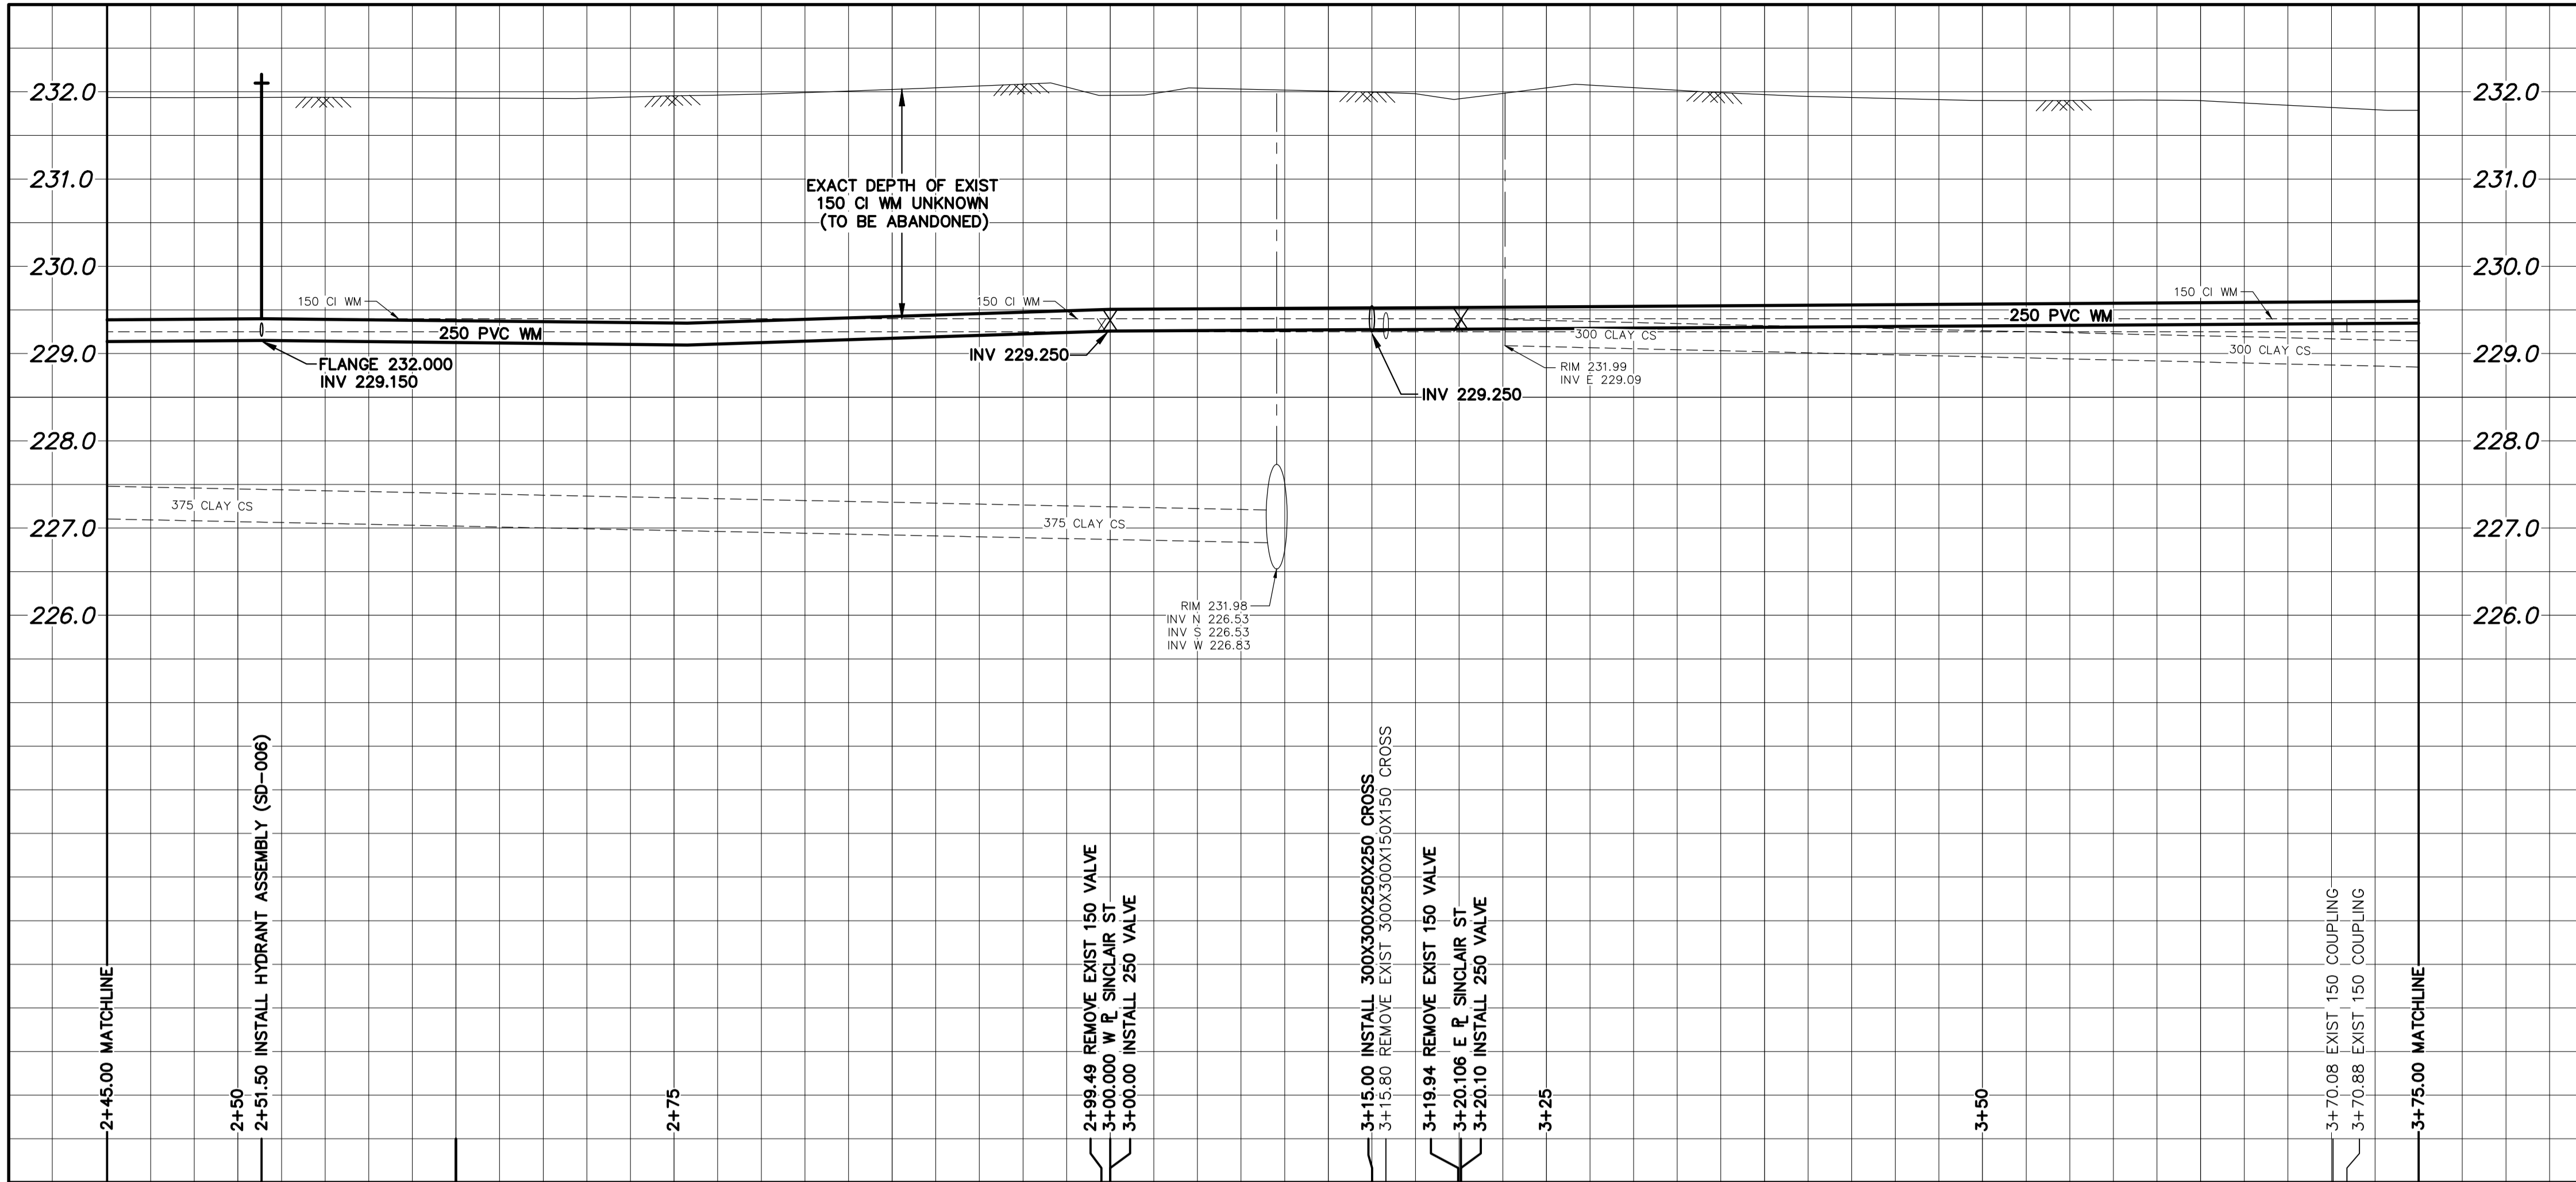 232.0
232.0
231.0
231.0
EXACT DEPTH OF EXIST
150 CI WM UNKNOWN
(TO BE ABANDONED)
230.0
230.0
150 CI WM
150 CI WM
150 CI WM
250 PVC WM
250 PVC WM
229.0
229.0
FLANGE 232.000
INV 229.150
INV 229.250
INV 229.250
300 CLAY CS
300 CLAY CS
RIM 231.99
INV E 229.09
228.0
228.0
375 CLAY CS
375 CLAY CS
227.0
227.0
226.0
226.0
RIM 231.98
INV N 226.53
INV S 226.53
INV W 226.83
2+45.00 MATCHLINE
2+50
2+51.50 INSTALL HYDRANT ASSEMBLY (SD-006)
2+75
2+99.49 REMOVE EXIST 150 VALVE
3+00.000 W PL SINCLAIR ST
3+00.00 INSTALL 250 VALVE
3+15.00 INSTALL 300X300X250X250 CROSS
3+15.80 REMOVE EXIST 300X300X150X150 CROSS
3+19.94 REMOVE EXIST 150 VALVE
3+20.106 E PL SINCLAIR ST
3+20.10 INSTALL 250 VALVE
3+25
3+50
3+70.08 EXIST 150 COUPLING
3+70.88 EXIST 150 COUPLING
3+75.00 MATCHLINE